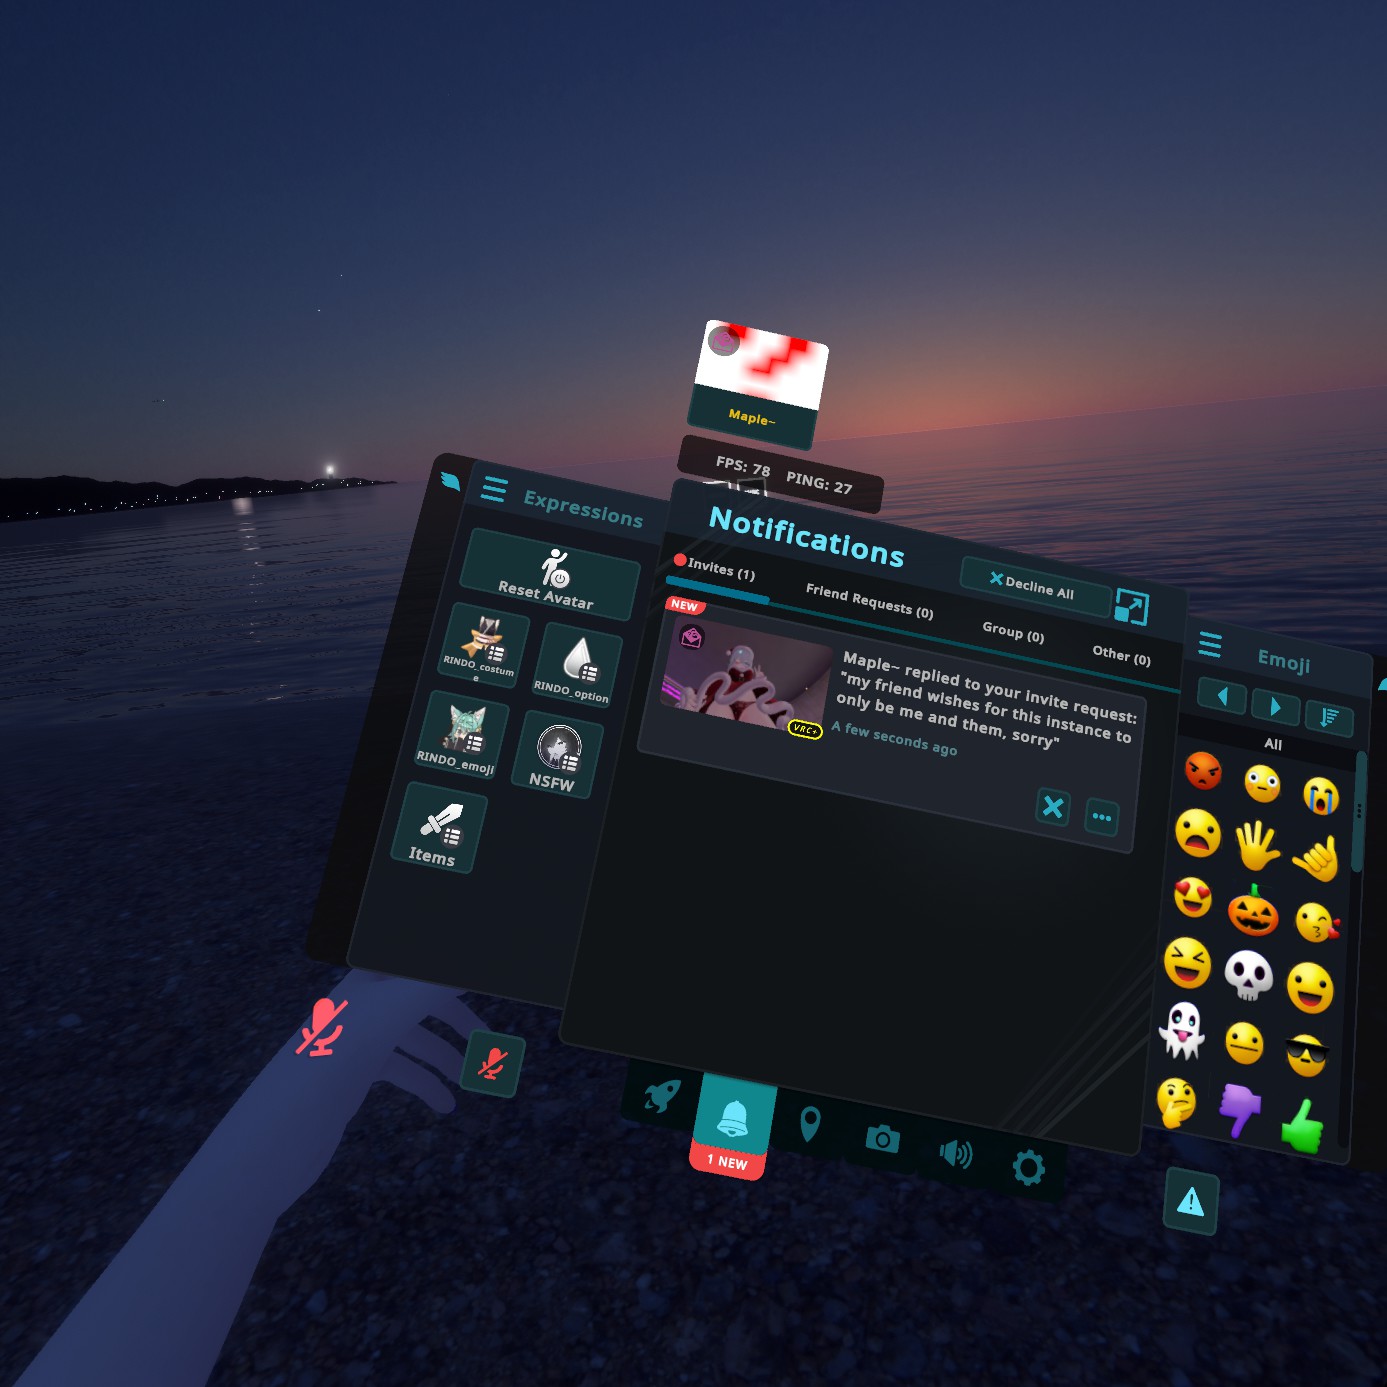 Maple~
FPS: 78 PING: 27
Expressions
Reset Avatar
RINDO_costum
e
RINDO_option
RINDO_emoji
NSFW
Items
Notifications
Decline All
Invites (1)
Friend Requests (0)
Group (0)
Other (0)
NEW
VRC+
Maple~ replied to your invite request:
"my friend wishes for this instance to
only be me and them, sorry"
A few seconds ago
1 NEW
Emoji
All